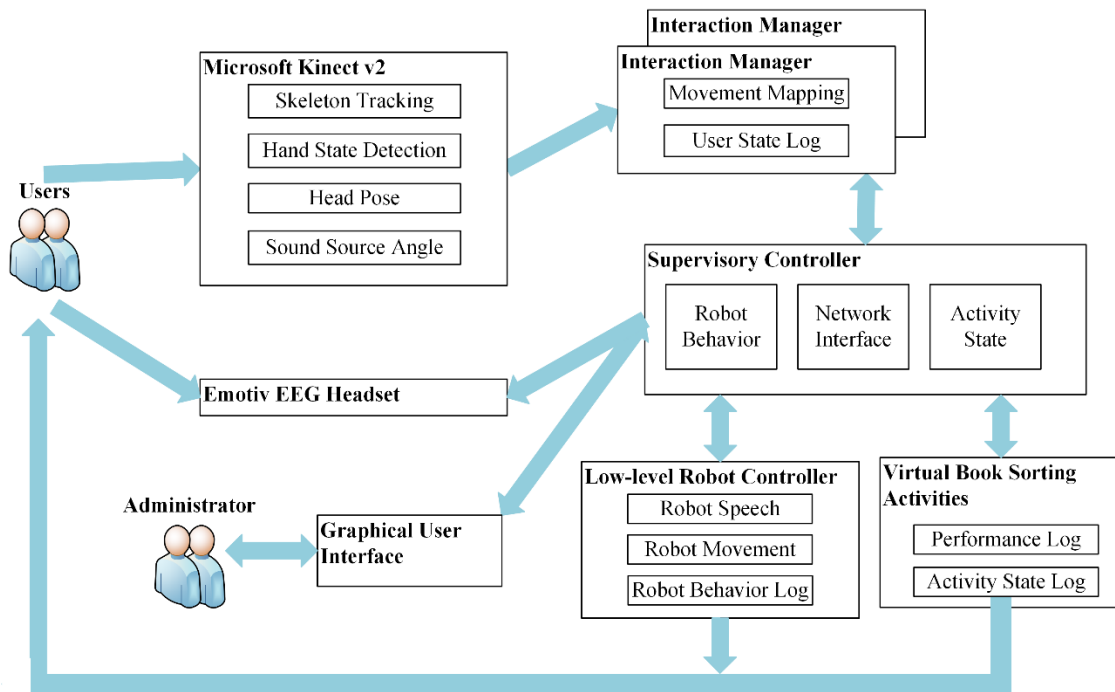 Interaction Manager
Interaction Manager
Movement Mapping
User State Log
Microsoft Kinect v2
Skeleton Tracking
Hand State Detection
Head Pose
Sound Source Angle
Users
Supervisory Controller
Robot
Behavior
Network
Interface
Activity
State
Emotiv EEG Headset
Administrator
Graphical User
Interface
Low-level Robot Controller
Robot Speech
Robot Movement
Robot Behavior Log
Virtual Book Sorting
Activities
Performance Log
Activity State Log